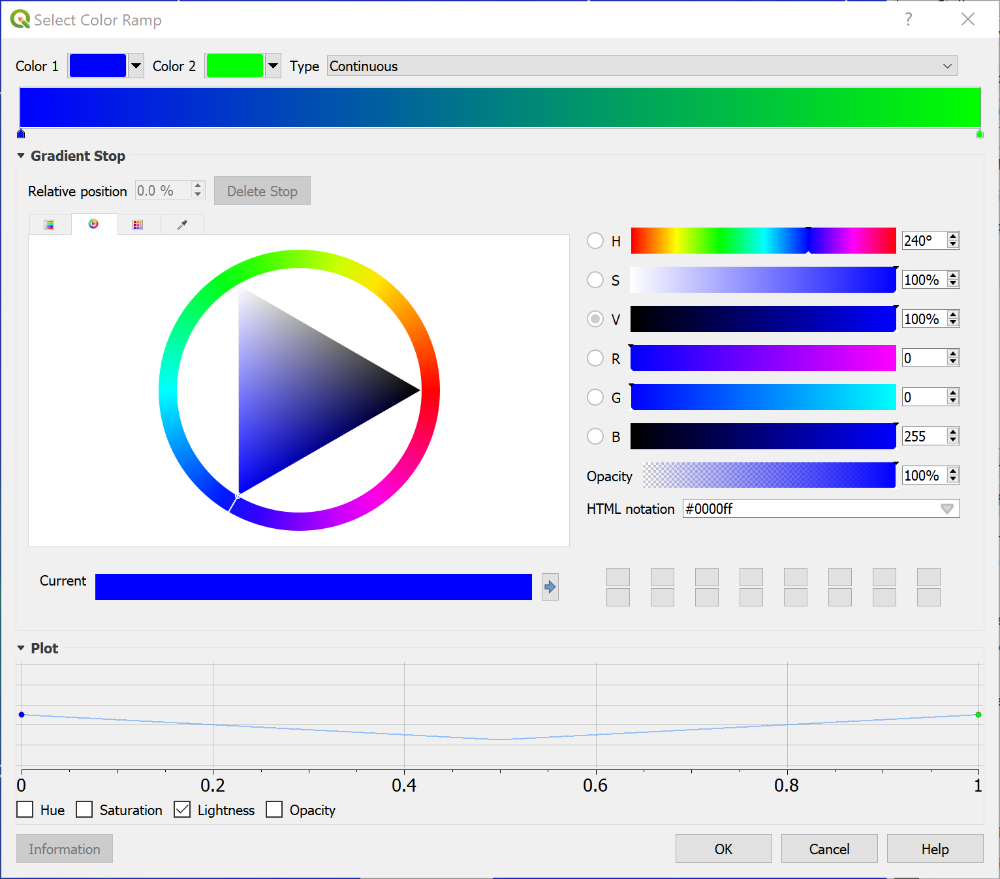 Select Color Ramp ?
Color 1 Color 2 Type Continuous
Gradient Stop
Relative position 0.0 % Delete Stop
H 240°
S 100%
V 100%
R 0
G 0
B 255
Opacity 100%
HTML notation #0000ff
Current
Plot
0 0.2 0.4 0.6 0.8 1
Hue Saturation Lightness Opacity
Information OK Cancel Help